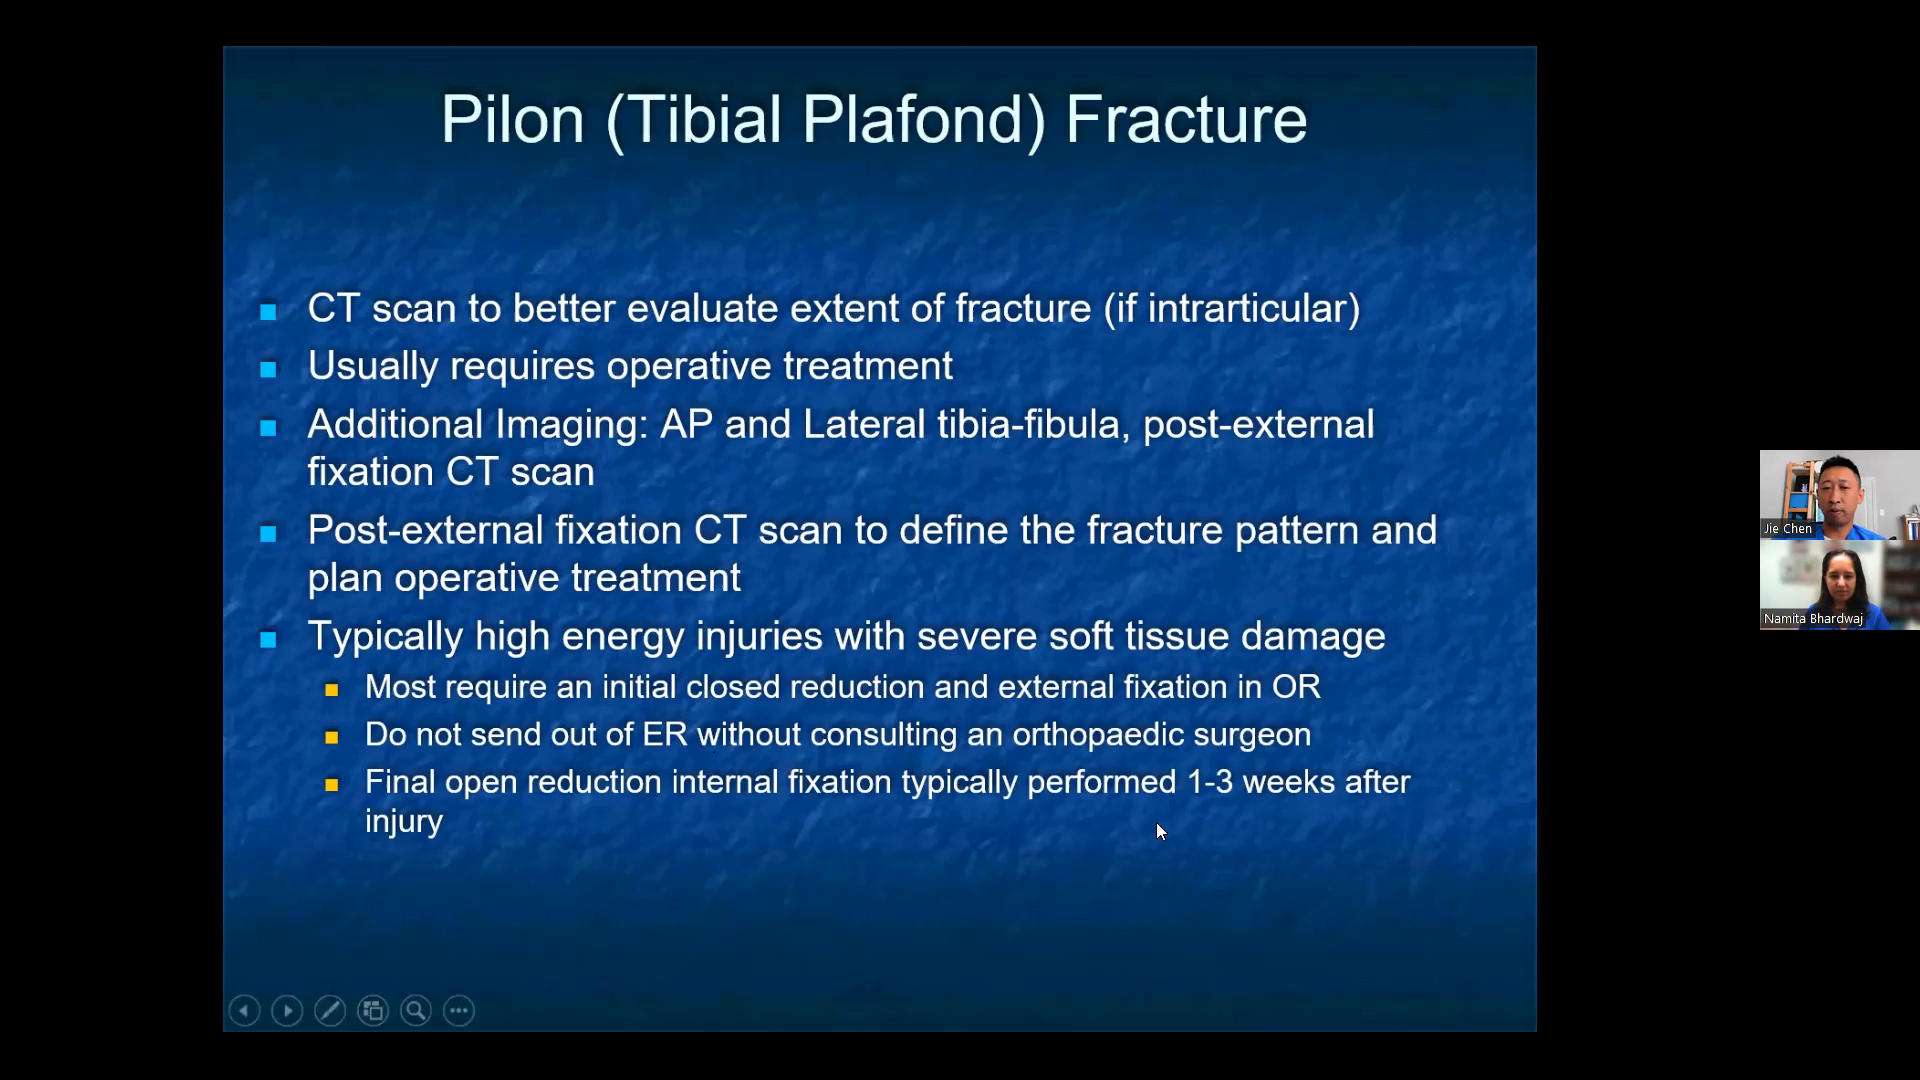 Pilon (Tibial Plafond) Fracture
CT scan to better evaluate extent of fracture (if intrarticular)
Usually requires operative treatment
Additional Imaging: AP and Lateral tibia-fibula, post-external
fixation CT scan
Post-external fixation CT scan to define the fracture pattern and
plan operative treatment
Typically high energy injuries with severe soft tissue damage
Most require an initial closed reduction and external fixation in OR
Do not send out of ER without consulting an orthopaedic surgeon
Final open reduction internal fixation typically performed 1-3 weeks after
injury
Jie Chen
Namita Bhardwaj